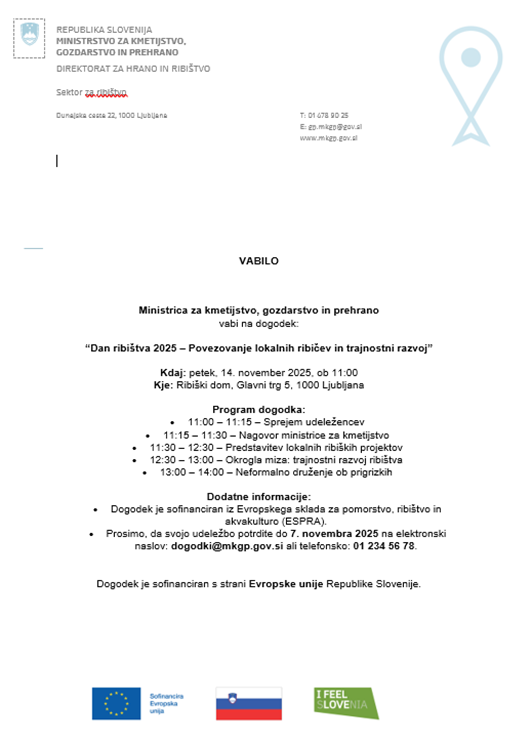 REPUBLIKA SLOVENIJA
MINISTRSTVO ZA KMETIJSTVO,
GOZDARSTVO IN PREHRANO
DIREKTORAT ZA HRANO IN RIBIŠTVO
Sektor za ribištvo
Dunajska cesta 22, 1000 Ljubljana
T: 01 478 90 25
E: gp.mkgp@gov.si
www.mkgp.gov.si
VABILO
Ministrica za kmetijstvo, gozdarstvo in prehrano
vabi na dogodek:
“Dan ribištva 2025 – Povezovanje lokalnih ribičev in trajnostni razvoj”
Kdaj: petek, 14. november 2025, ob 11:00
Kje: Ribiški dom, Glavni trg 5, 1000 Ljubljana
Program dogodka:
• 11:00 – 11:15 – Sprejem udeležencev
• 11:15 – 11:30 – Nagovor ministrice za kmetijstvo
• 11:30 – 12:30 – Predstavitev lokalnih ribiških projektov
• 12:30 – 13:00 – Okrogla miza: trajnostni razvoj ribištva
• 13:00 – 14:00 – Neformalno druženje ob prigrizkih
Dodatne informacije:
• Dogodek je sofinanciran iz Evropskega sklada za pomorstvo, ribištvo in
akvakulturo (ESPRA).
• Prosimo, da svojo udeležbo potrdite do 7. novembra 2025 na elektronski
naslov: dogodki@mkgp.gov.si ali telefonsko: 01 234 56 78.
Dogodek je sofinanciran s strani Evropske unije Republike Slovenije.
Sofinancira
Evropska
unija
I FEEL
SLOVENIA